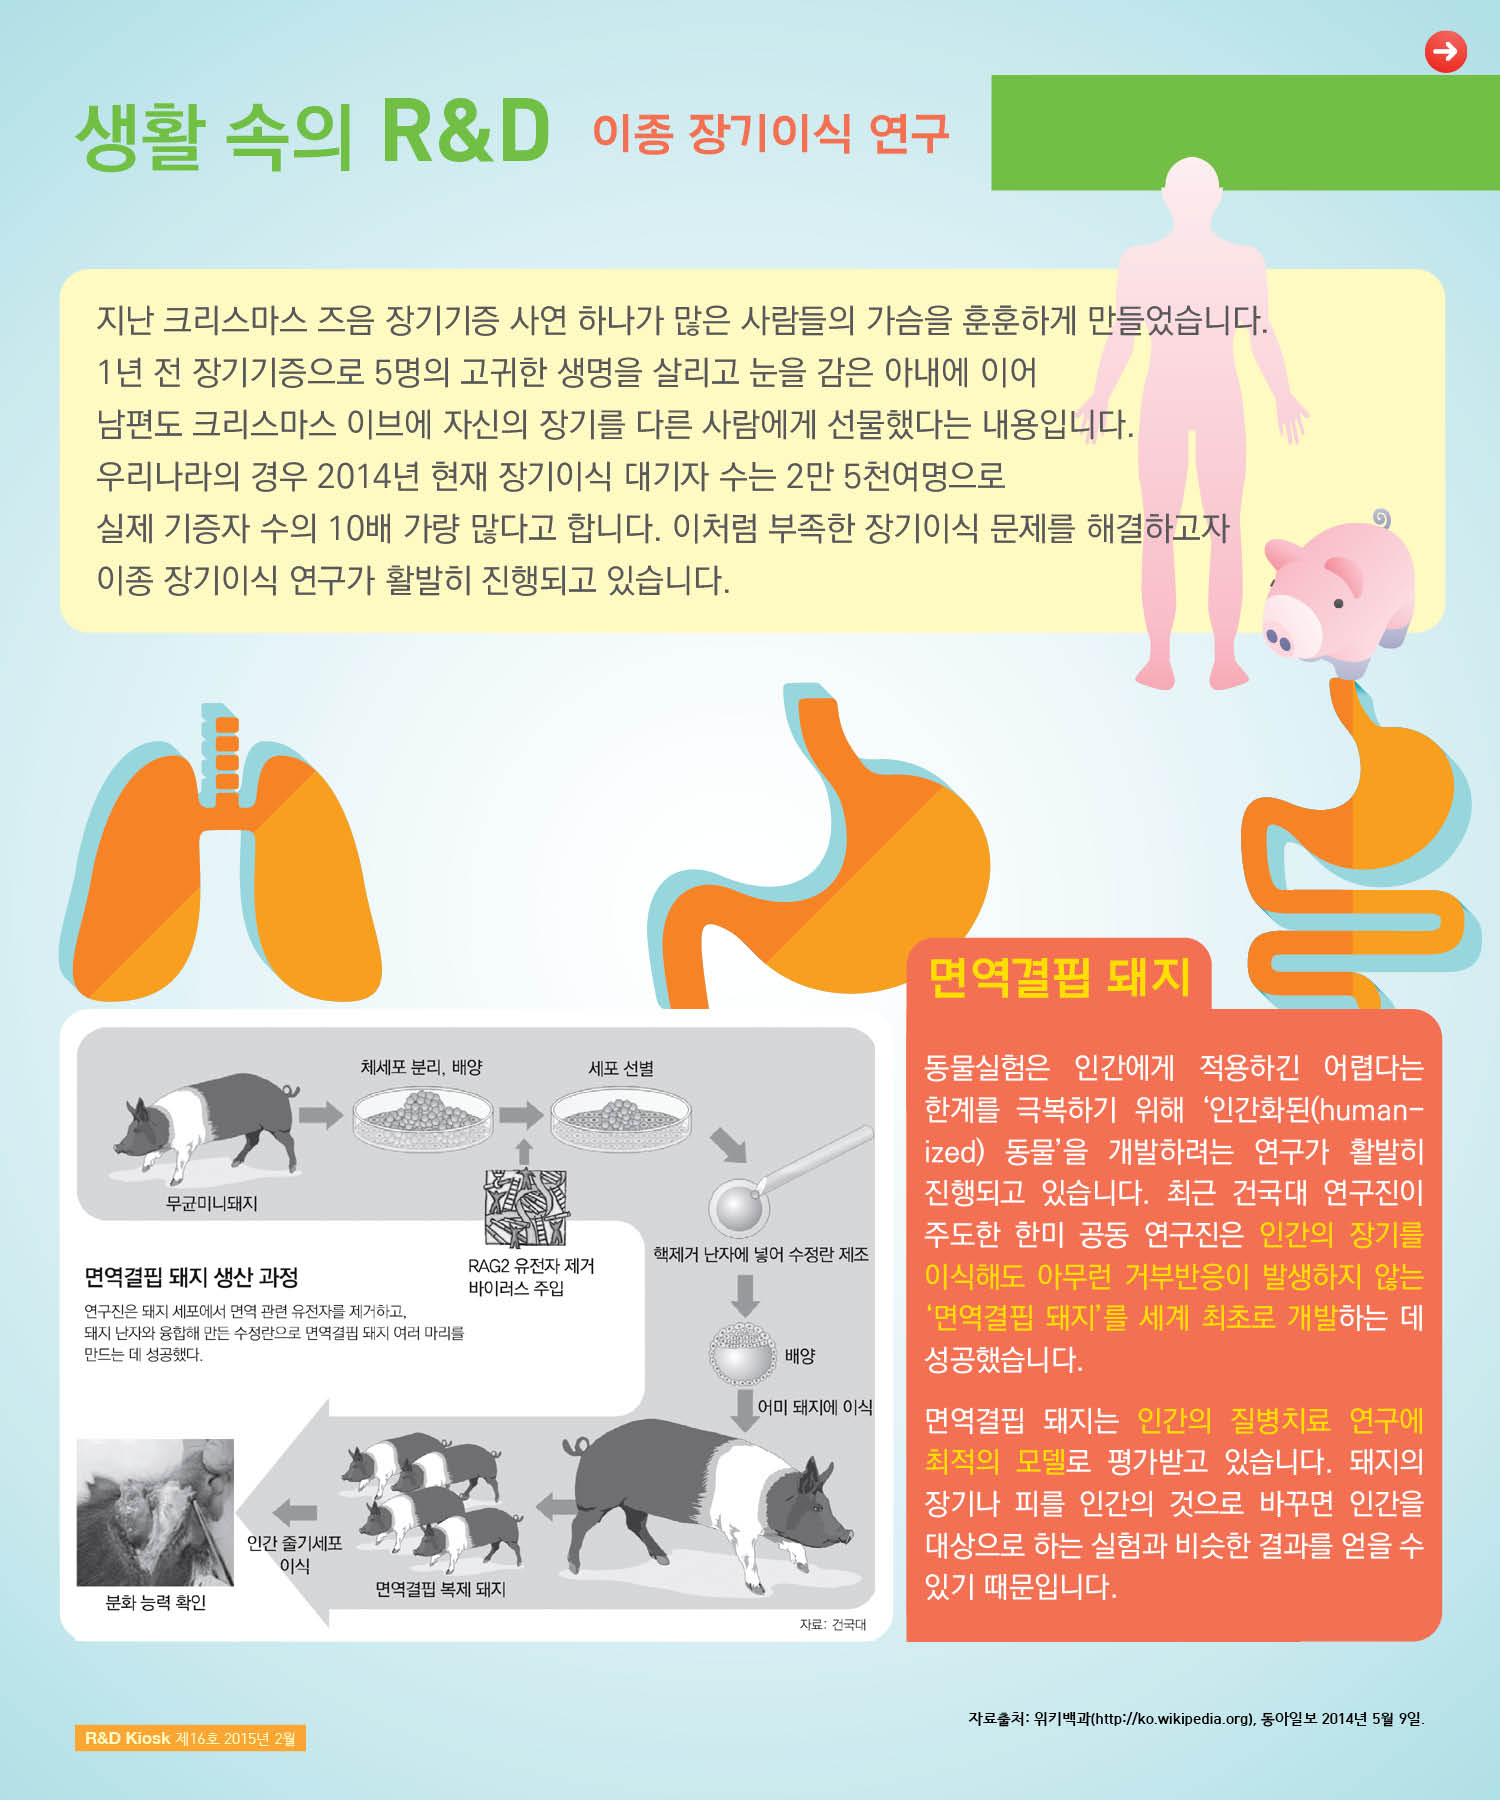 생활 속의 R&D 이종 장기이식 연구
지난 크리스마스 즈음 장기기증 사연 하나가 많은 사람들의 가슴을 훈훈하게 만들었습니다.
1년 전 장기기증으로 5명의 고귀한 생명을 살리고 눈을 감은 아내에 이어
남편도 크리스마스 이브에 자신의 장기를 다른 사람에게 선물했다는 내용입니다.
우리나라의 경우 2014년 현재 장기이식 대기자 수는 2만 5천여명으로
실제 기증자 수의 10배 가량 많다고 합니다. 이처럼 부족한 장기이식 문제를 해결하고자
이종 장기이식 연구가 활발히 진행되고 있습니다.
체세포 분리, 배양
세포 선별
무균미니돼지
RAG2 유전자 제거
바이러스 주입
핵제거 난자에 넣어 수정란 제조
배양
어미 돼지에 이식
면역결핍 복제 돼지
인간 줄기세포
이식
분화 능력 확인
면역결핍 돼지 생산 과정
연구진은 돼지 세포에서 면역 관련 유전자를 제거하고,
돼지 난자와 융합해 만든 수정란으로 면역결핍 돼지 여러 마리를
만드는 데 성공했다.
자료: 건국대
면역결핍 돼지
동물실험은 인간에게 적용하긴 어렵다는
한계를 극복하기 위해 ‘인간화된(human-
ized) 동물’을 개발하려는 연구가 활발히
진행되고 있습니다. 최근 건국대 연구진이
주도한 한미 공동 연구진은 인간의 장기를
이식해도 아무런 거부반응이 발생하지 않는
‘면역결핍 돼지’를 세계 최초로 개발하는 데
성공했습니다.
면역결핍 돼지는 인간의 질병치료 연구에
최적의 모델로 평가받고 있습니다. 돼지의
장기나 피를 인간의 것으로 바꾸면 인간을
대상으로 하는 실험과 비슷한 결과를 얻을 수
있기 때문입니다.
자료출처: 위키백과(http://ko.wikipedia.org), 동아일보 2014년 5월 9일.
R&D Kiosk 제16호 2015년 2월